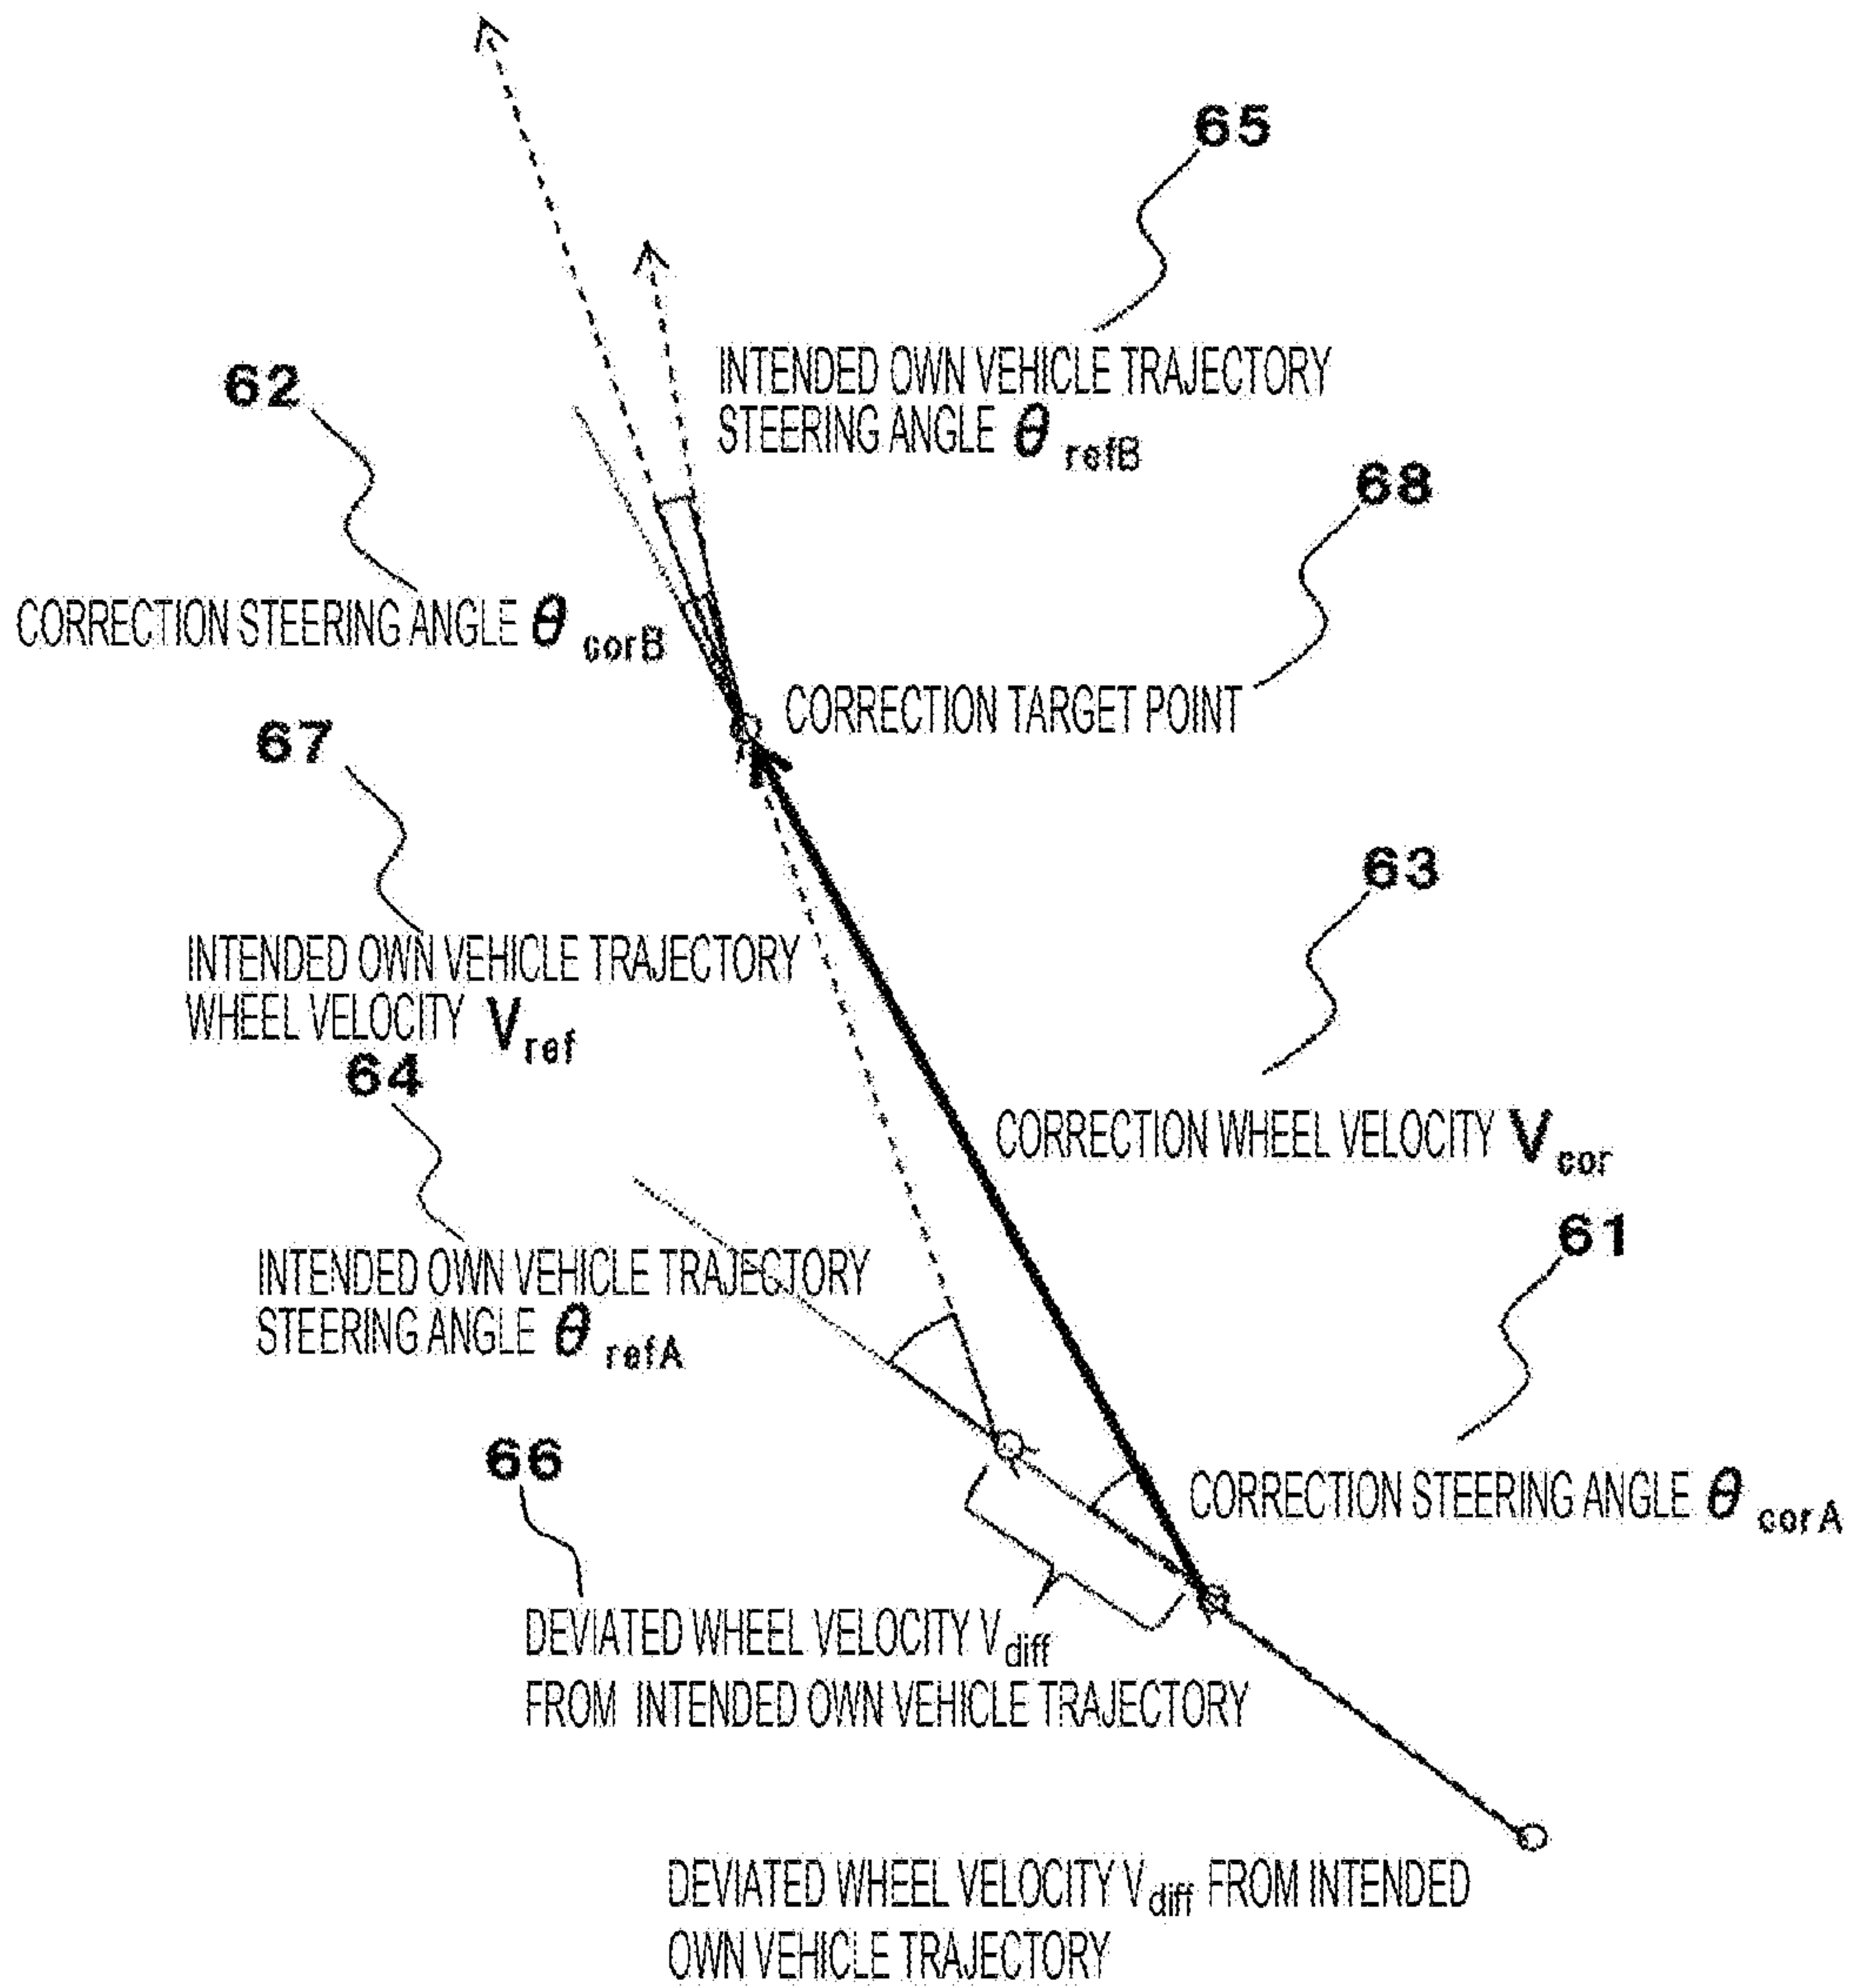 65
INTENDED OWN VEHICLE TRAJECTORY
STEERING ANGLE θ refB
62
68
CORRECTION STEERING ANGLE θ corB
CORRECTION TARGET POINT
67
63
INTENDED OWN VEHICLE TRAJECTORY
WHEEL VELOCITY Vref
64
CORRECTION WHEEL VELOCITY Vcor
61
INTENDED OWN VEHICLE TRAJECTORY
STEERING ANGLE θ refA
66
CORRECTION STEERING ANGLE θ corA
DEVIATED WHEEL VELOCITY Vdiff
FROM INTENDED OWN VEHICLE TRAJECTORY
DEVIATED WHEEL VELOCITY Vdiff FROM INTENDED
OWN VEHICLE TRAJECTORY